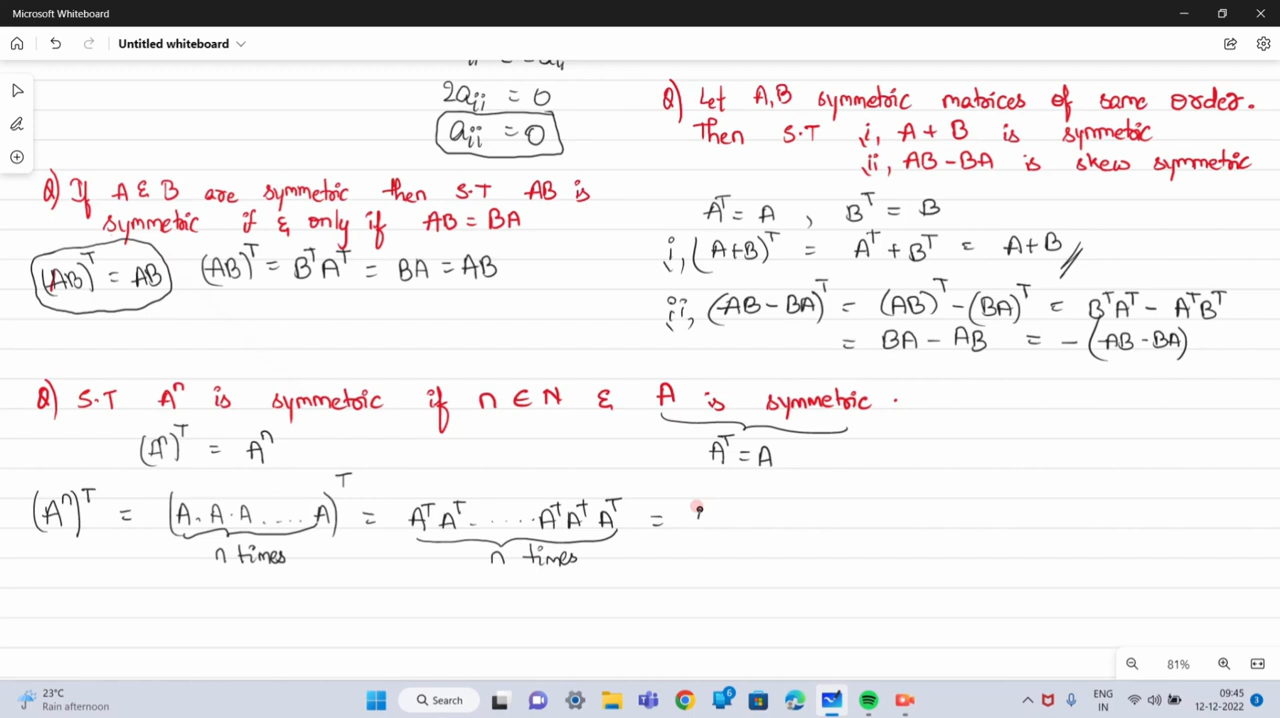 Microsoft Whiteboard
Untitled whiteboard
2aii = 0
aii = 0
Q) If A & B are symmetric then S.T AB is
symmetric if & only if AB = BA
(AB)ᵀ = AB (AB)ᵀ = BᵀAᵀ = BA = AB
Q) Let A,B symmetric matrices of same order.
Then S.T i, A + B is symmetic
ii, AB - BA is skew symmetric
Aᵀ = A , Bᵀ = B
i, (A+B)ᵀ = Aᵀ + Bᵀ = A+B //
ii, (AB - BA)ᵀ = (AB)ᵀ - (BA)ᵀ = BᵀAᵀ - AᵀBᵀ
= BA - AB = - (AB - BA)
Q) S.T Aⁿ is symmetric if n ∈ N & A is symmetric .
(Aⁿ)ᵀ = Aⁿ
Aᵀ = A
(Aⁿ)ᵀ = (A. A. A .... A)ᵀ = AᵀAᵀ ...... AᵀAᵀAᵀ =
n times n times
81%
23°C
Rain afternoon
Search
6
ENG
IN
09:45
12-12-2022
3